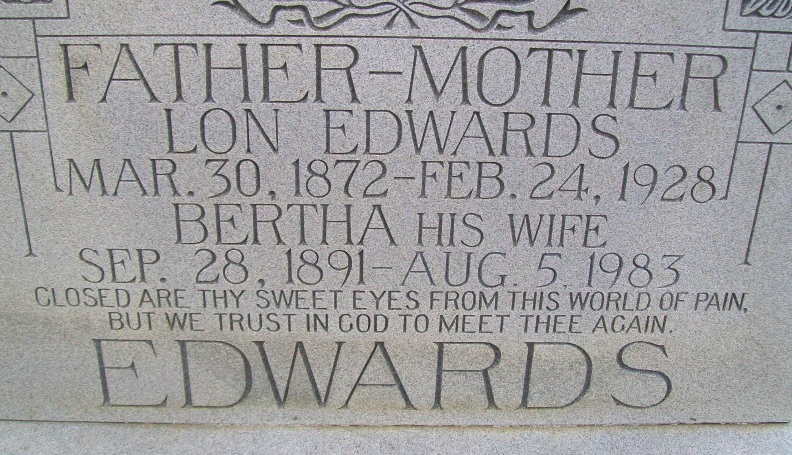 FATHER-MOTHER
LON EDWARDS
MAR. 30, 1872-FEB. 24, 1928
BERTHA HIS WIFE
SEP. 28, 1891-AUG. 5, 1983
CLOSED ARE THY SWEET EYES FROM THIS WORLD OF PAIN,
BUT WE TRUST IN GOD TO MEET THEE AGAIN.
EDWARDS